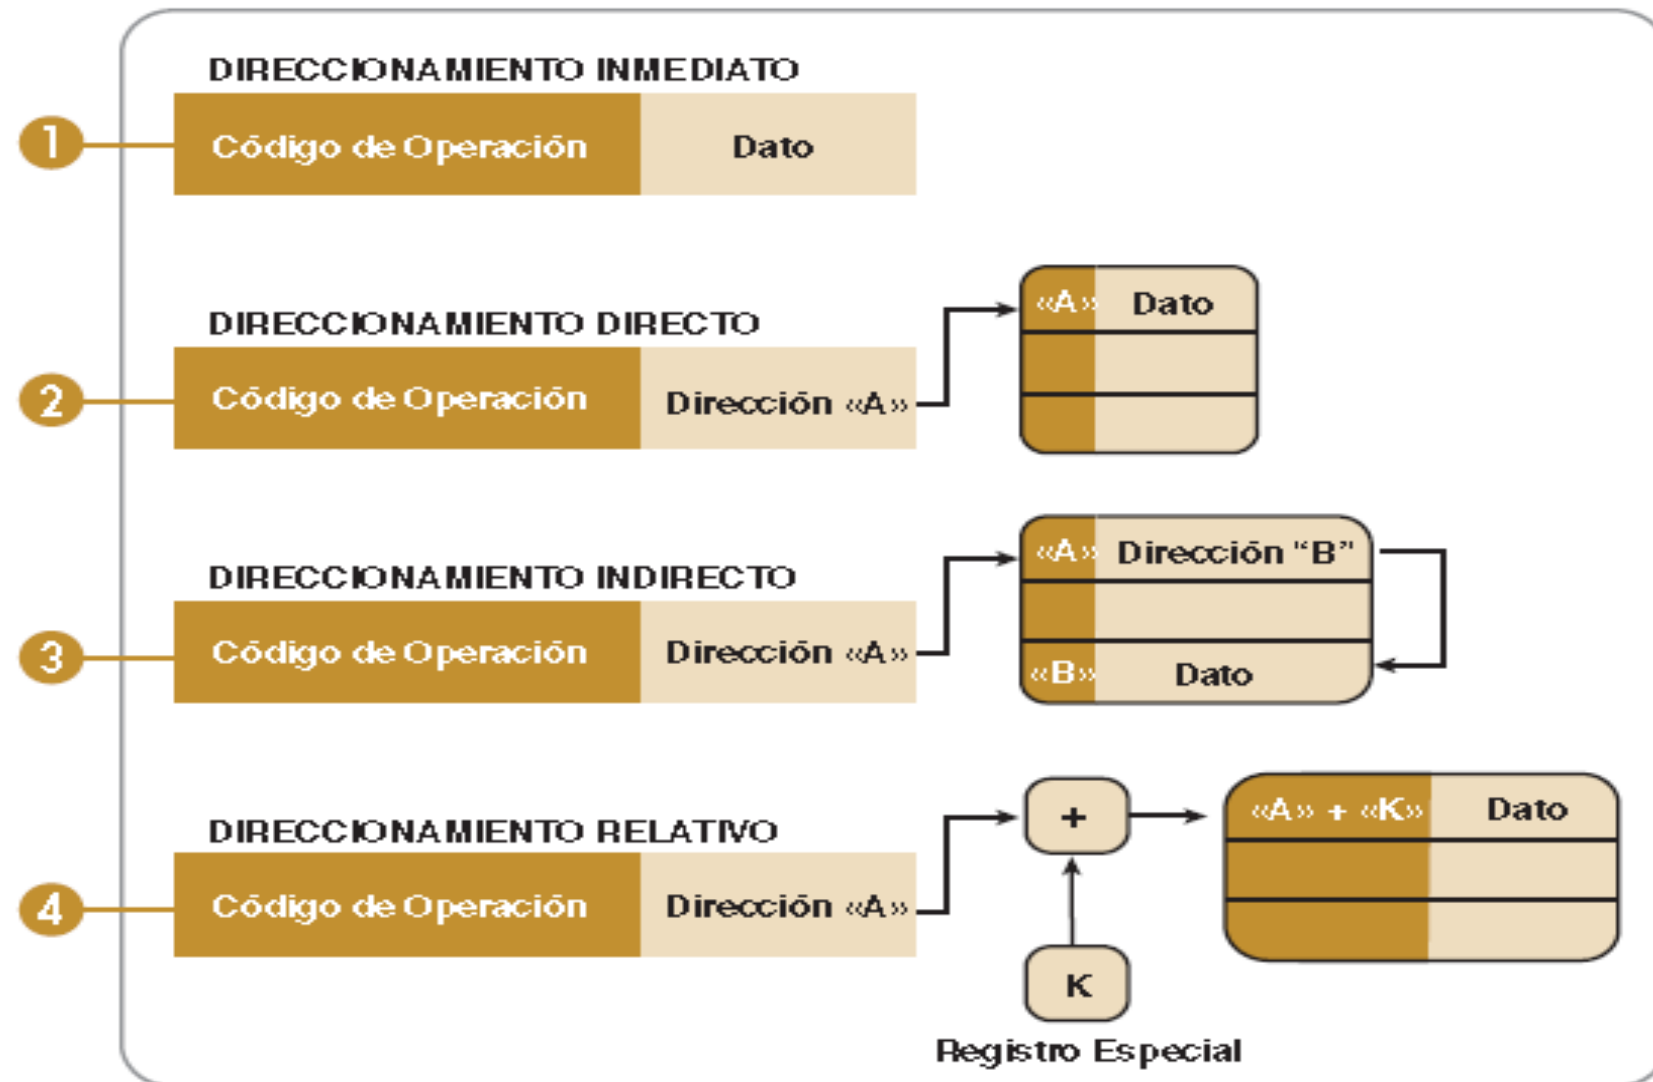 DIRECCIONAMIENTO INMEDIATO
1
Código de Operación
Dato
DIRECCIONAMIENTO DIRECTO
2
Código de Operación
Dirección «A»
«A»
Dato
DIRECCIONAMIENTO INDIRECTO
3
Código de Operación
Dirección «A»
«A»
Dirección “B”
«B»
Dato
DIRECCIONAMIENTO RELATIVO
4
Código de Operación
Dirección «A»
+
«A» + «K»
Dato
K
Registro Especial